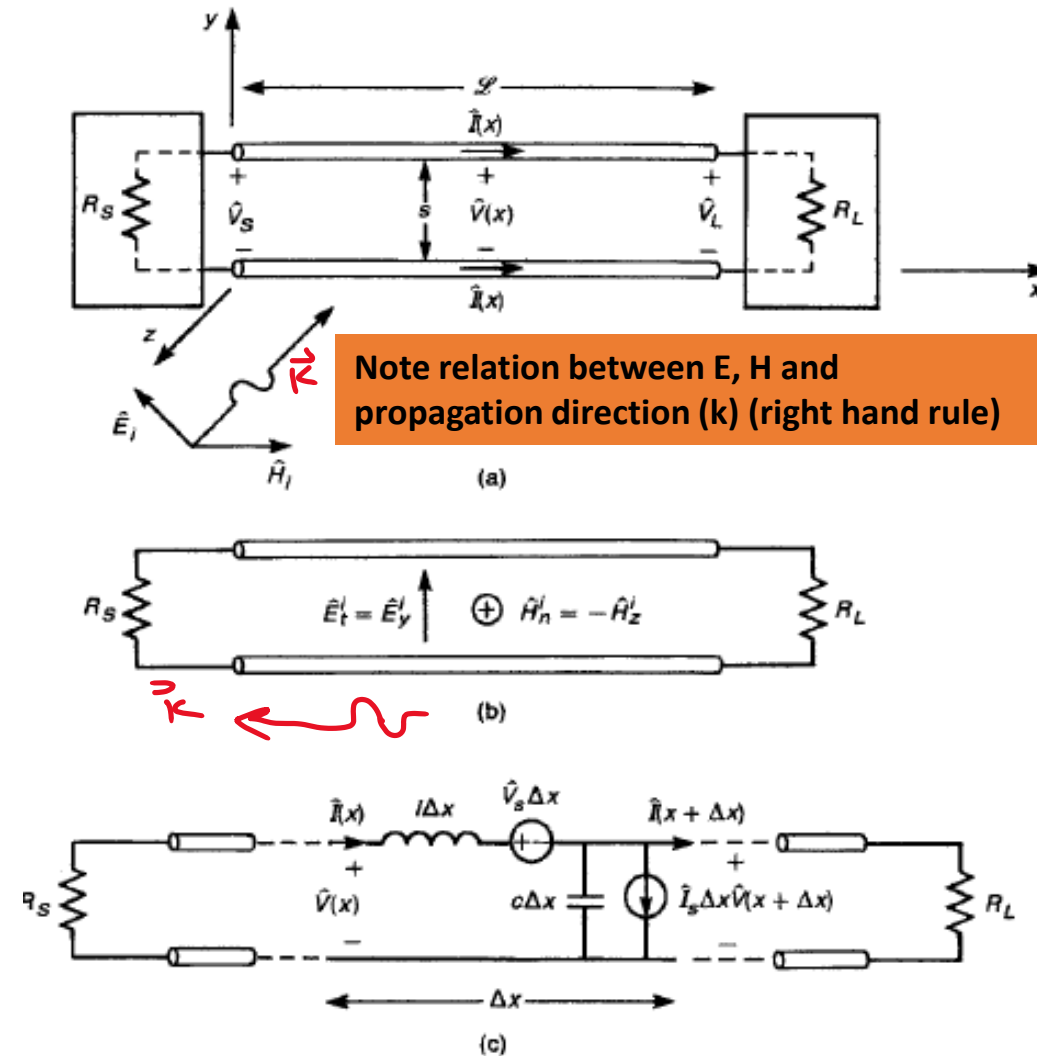 y
ℒ
Î(x)
+ + +
R_S V̂_S s V̂(x) V̂_L R_L
− − −
Î(x)
x
z
k⃗
Note relation between E, H and
propagation direction (k) (right hand rule)
Ê_i
Ĥ_i
(a)
R_S Ê_t^i = Ê_y^i ⊕ Ĥ_n^i = −Ĥ_z^i R_L
k⃗
(b)
V̂_sΔx
Î(x) lΔx Î(x + Δx)
+ − 
+ +
R_S V̂(x) cΔx Î_sΔx V̂(x + Δx) R_L
− −
Δx
(c)